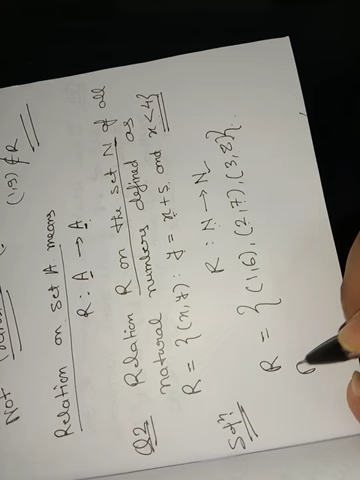 Not
(1,9) ∉ R
Relation on set A means
R : A → A
Q2 Relation R on the set N of all
natural numbers defined as
R = {(x,y) : y = x + 5 and x < 4}
R : N → N
Solⁿ:
R = {(1,6), (2,7), (3,8)}.